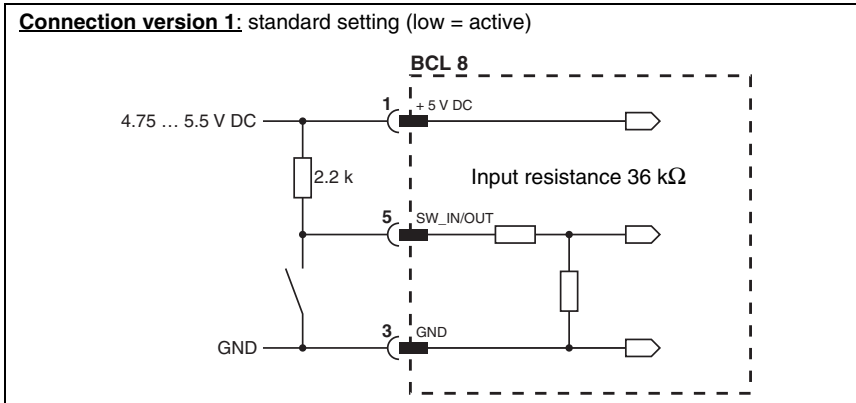 Connection version 1: standard setting (low = active)
BCL 8
1
+ 5 V DC
4.75 … 5.5 V DC
2.2 k
Input resistance 36 kΩ
5
SW_IN/OUT
3
GND
GND